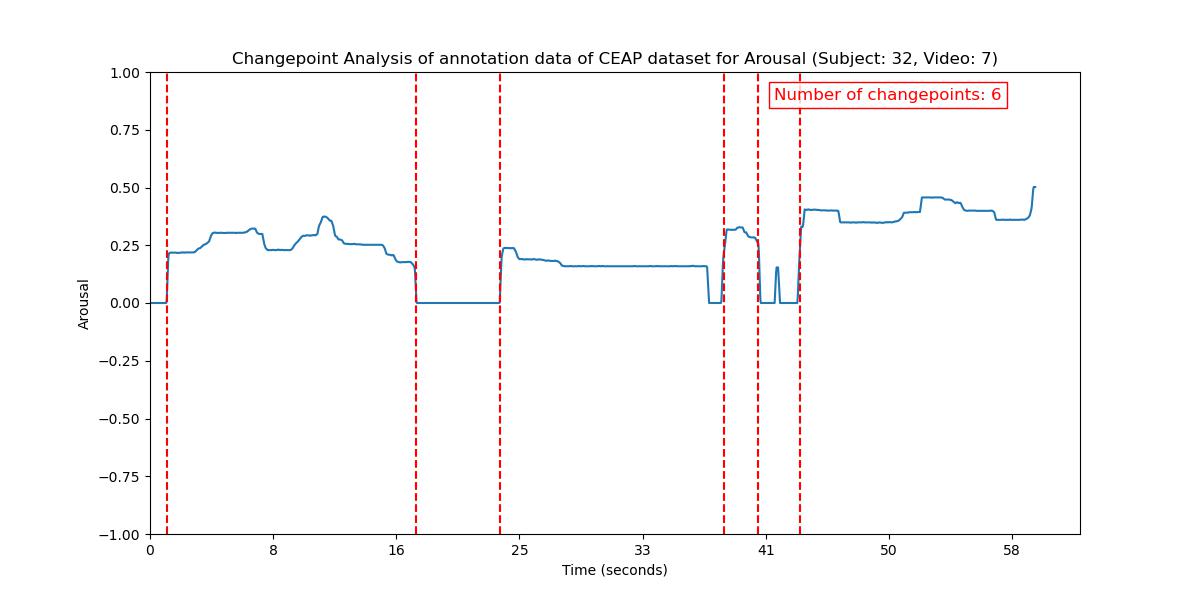 Changepoint Analysis of annotation data of CEAP dataset for Arousal (Subject: 32, Video: 7)
Number of changepoints: 6
1.00
0.75
0.50
0.25
0.00
−0.25
−0.50
−0.75
−1.00
Arousal
0 8 16 25 33 41 50 58
Time (seconds)